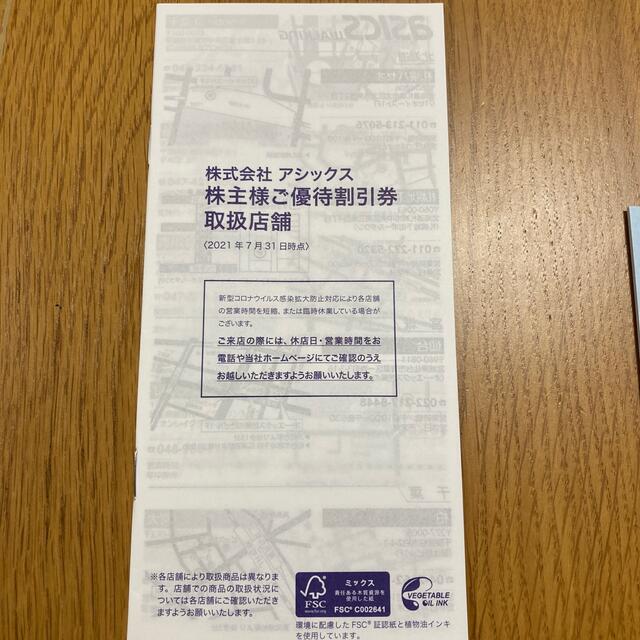 株式会社 アシックス
株主様ご優待割引券
取扱店舗
〈2021年7月31日時点〉
新型コロナウイルス感染拡大防止対応により各店舗
の営業時間を短縮、または臨時休業している場合が
ございます。
ご来店の際には、休店日・営業時間をお
電話や当社ホームページにてご確認のうえ
お越しいただきますようお願いいたします。
※各店舗により取扱商品は異なりま
す。店舗での商品の取扱状況に
ついては各店舗にご確認いただき
ますようお願いいたします。
FSC
www.fsc.org
ミックス
責任ある木質資源を
使用した紙
FSC® C002641
VEGETABLE
OIL INK
環境に配慮したFSC®認証紙と植物油インキ
を使用しています。